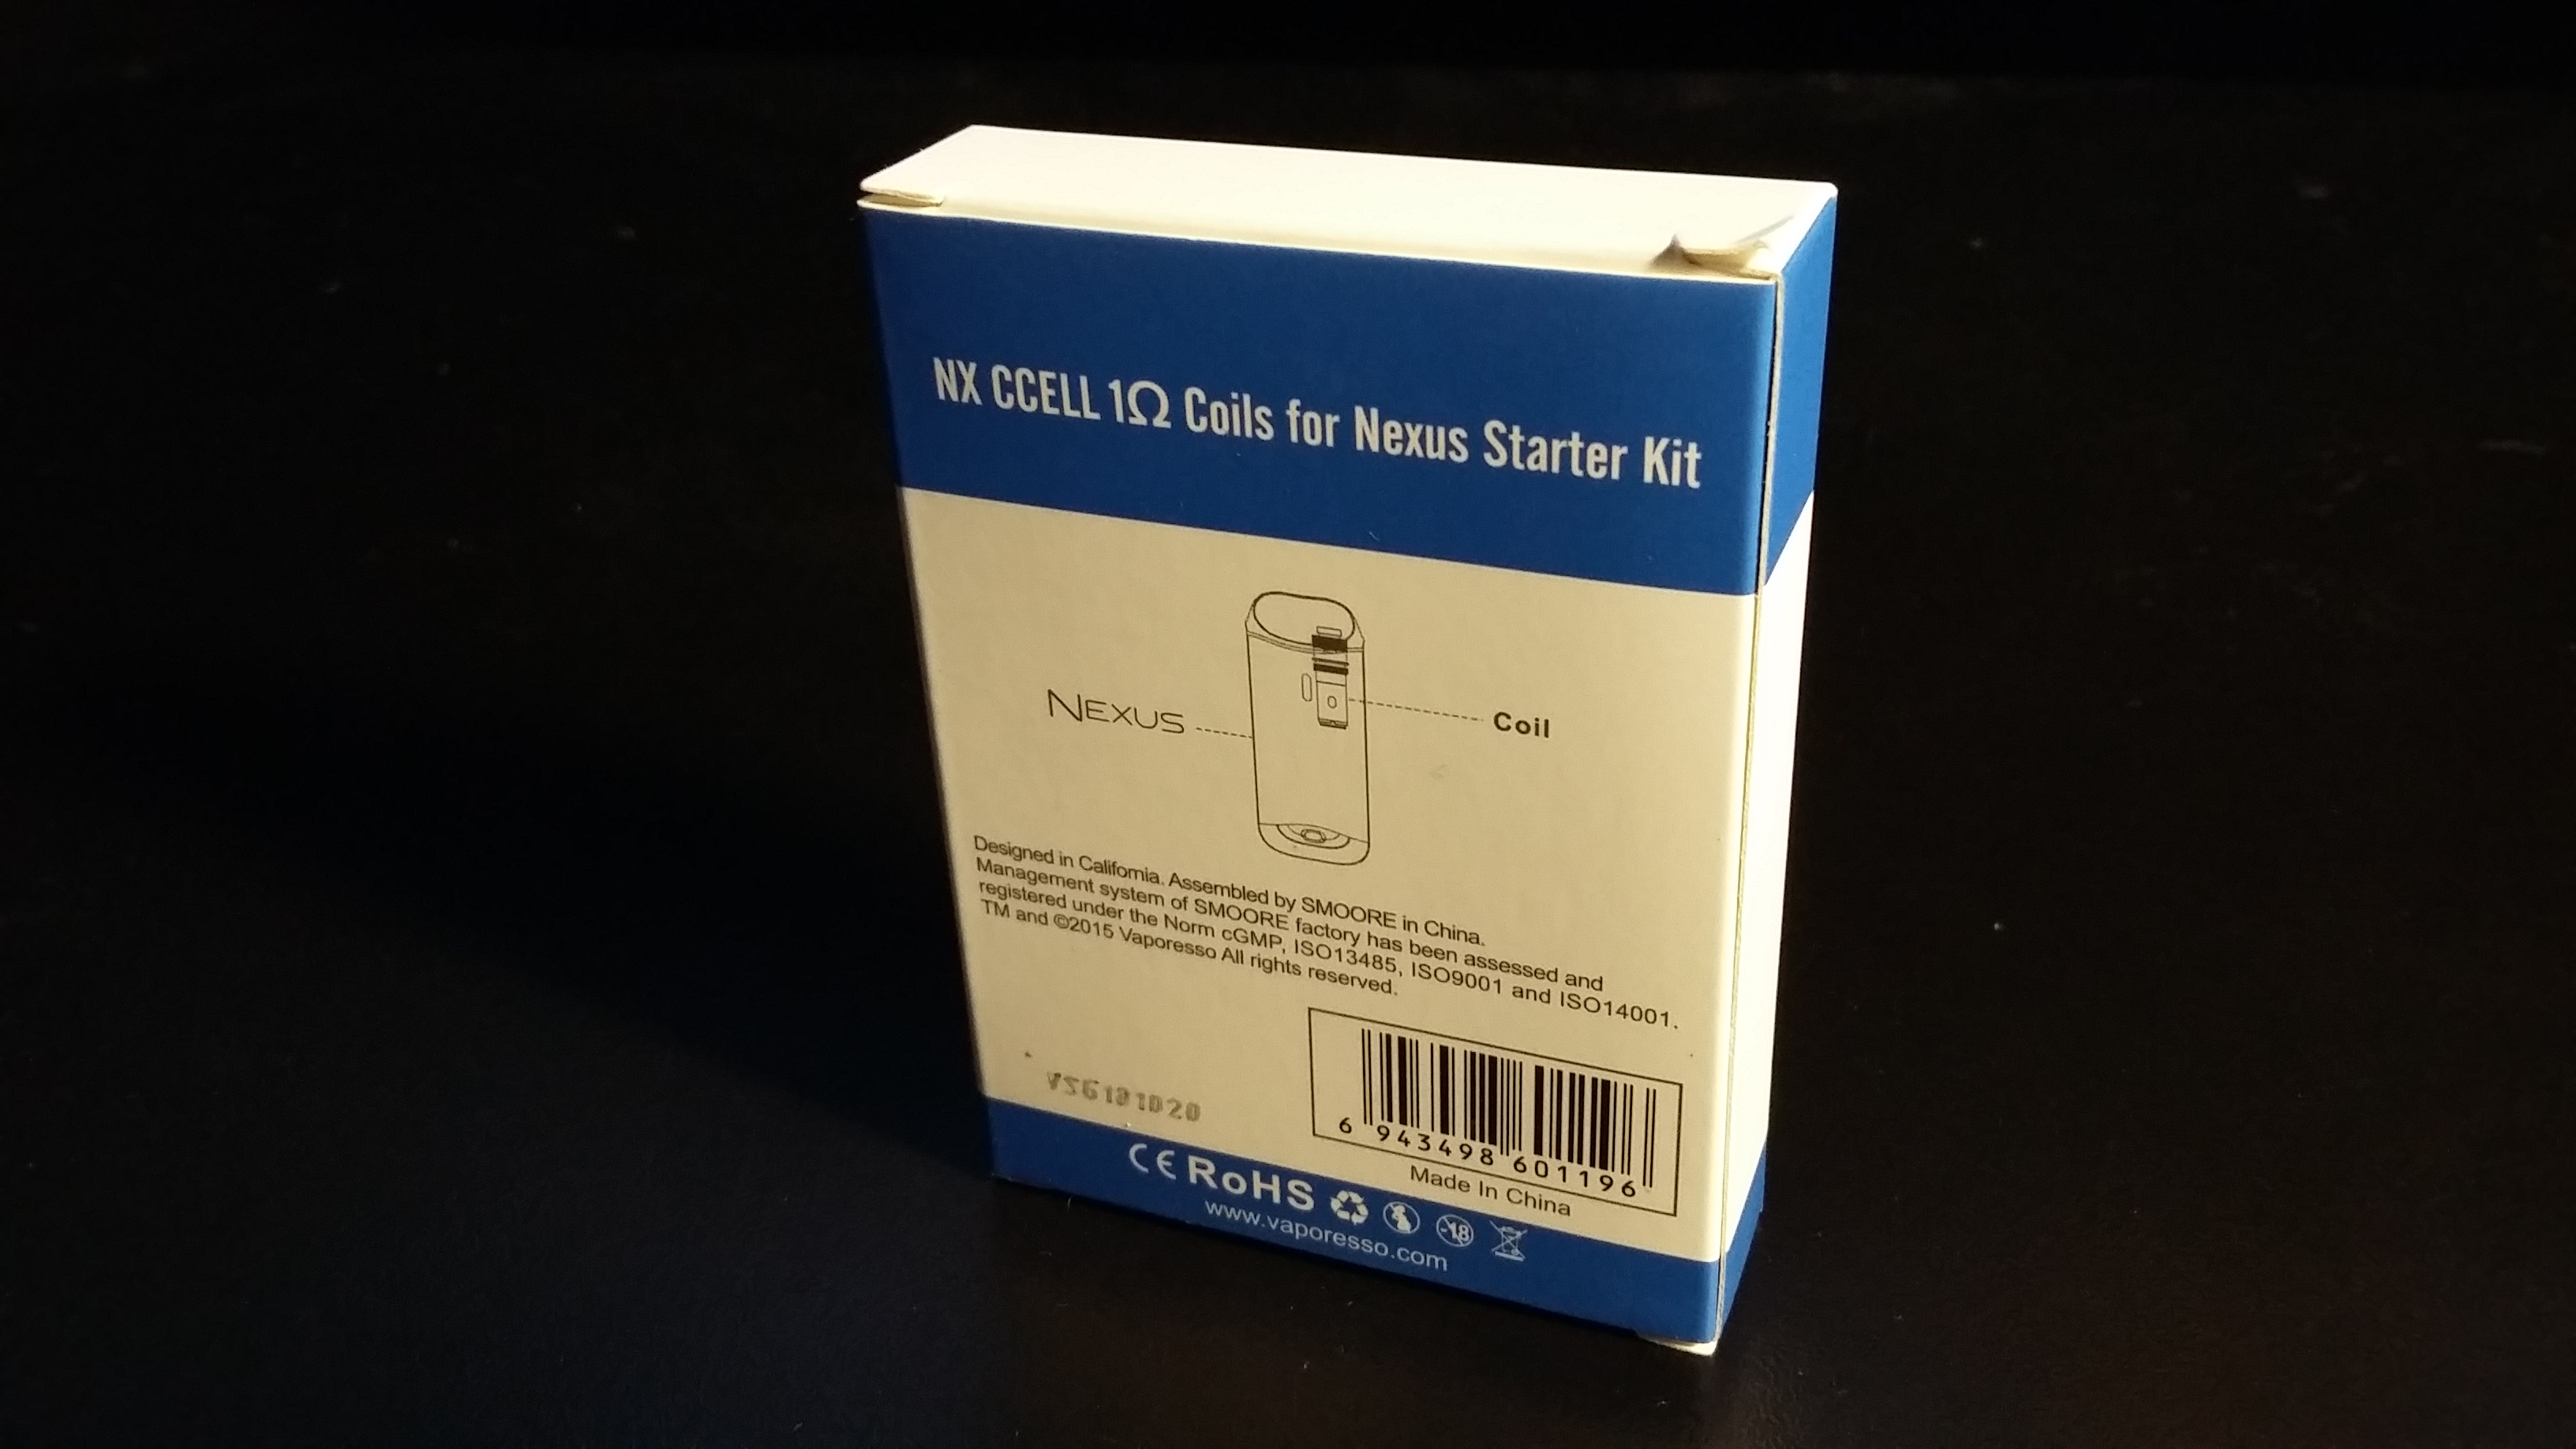 NX CCELL 1Ω Coils for Nexus Starter Kit
NEXUS
Coil
Designed in California. Assembled by SMOORE in China.
Management system of SMOORE factory has been assessed and
registered under the Norm cGMP, ISO13485, ISO9001 and ISO14001.
TM and ©2015 Vaporesso All rights reserved.
6 943498 601196
Made In China
CE RoHS -18
www.vaporesso.com